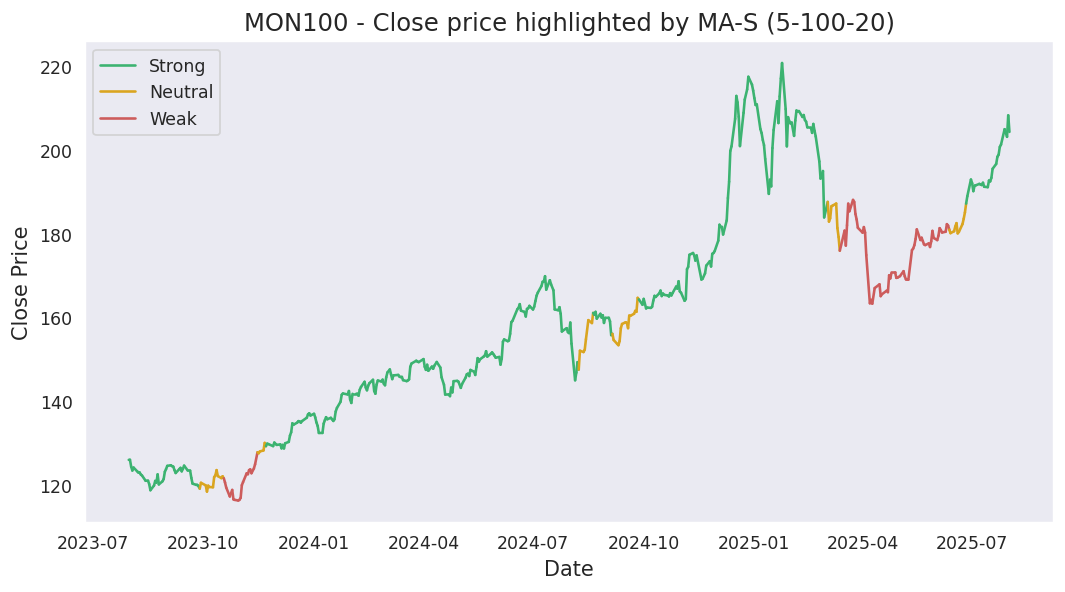 MON100 - Close price highlighted by MA-S (5-100-20)
Strong
Neutral
Weak
220
200
180
160
140
120
Close Price
2023-07 2023-10 2024-01 2024-04 2024-07 2024-10 2025-01 2025-04 2025-07
Date